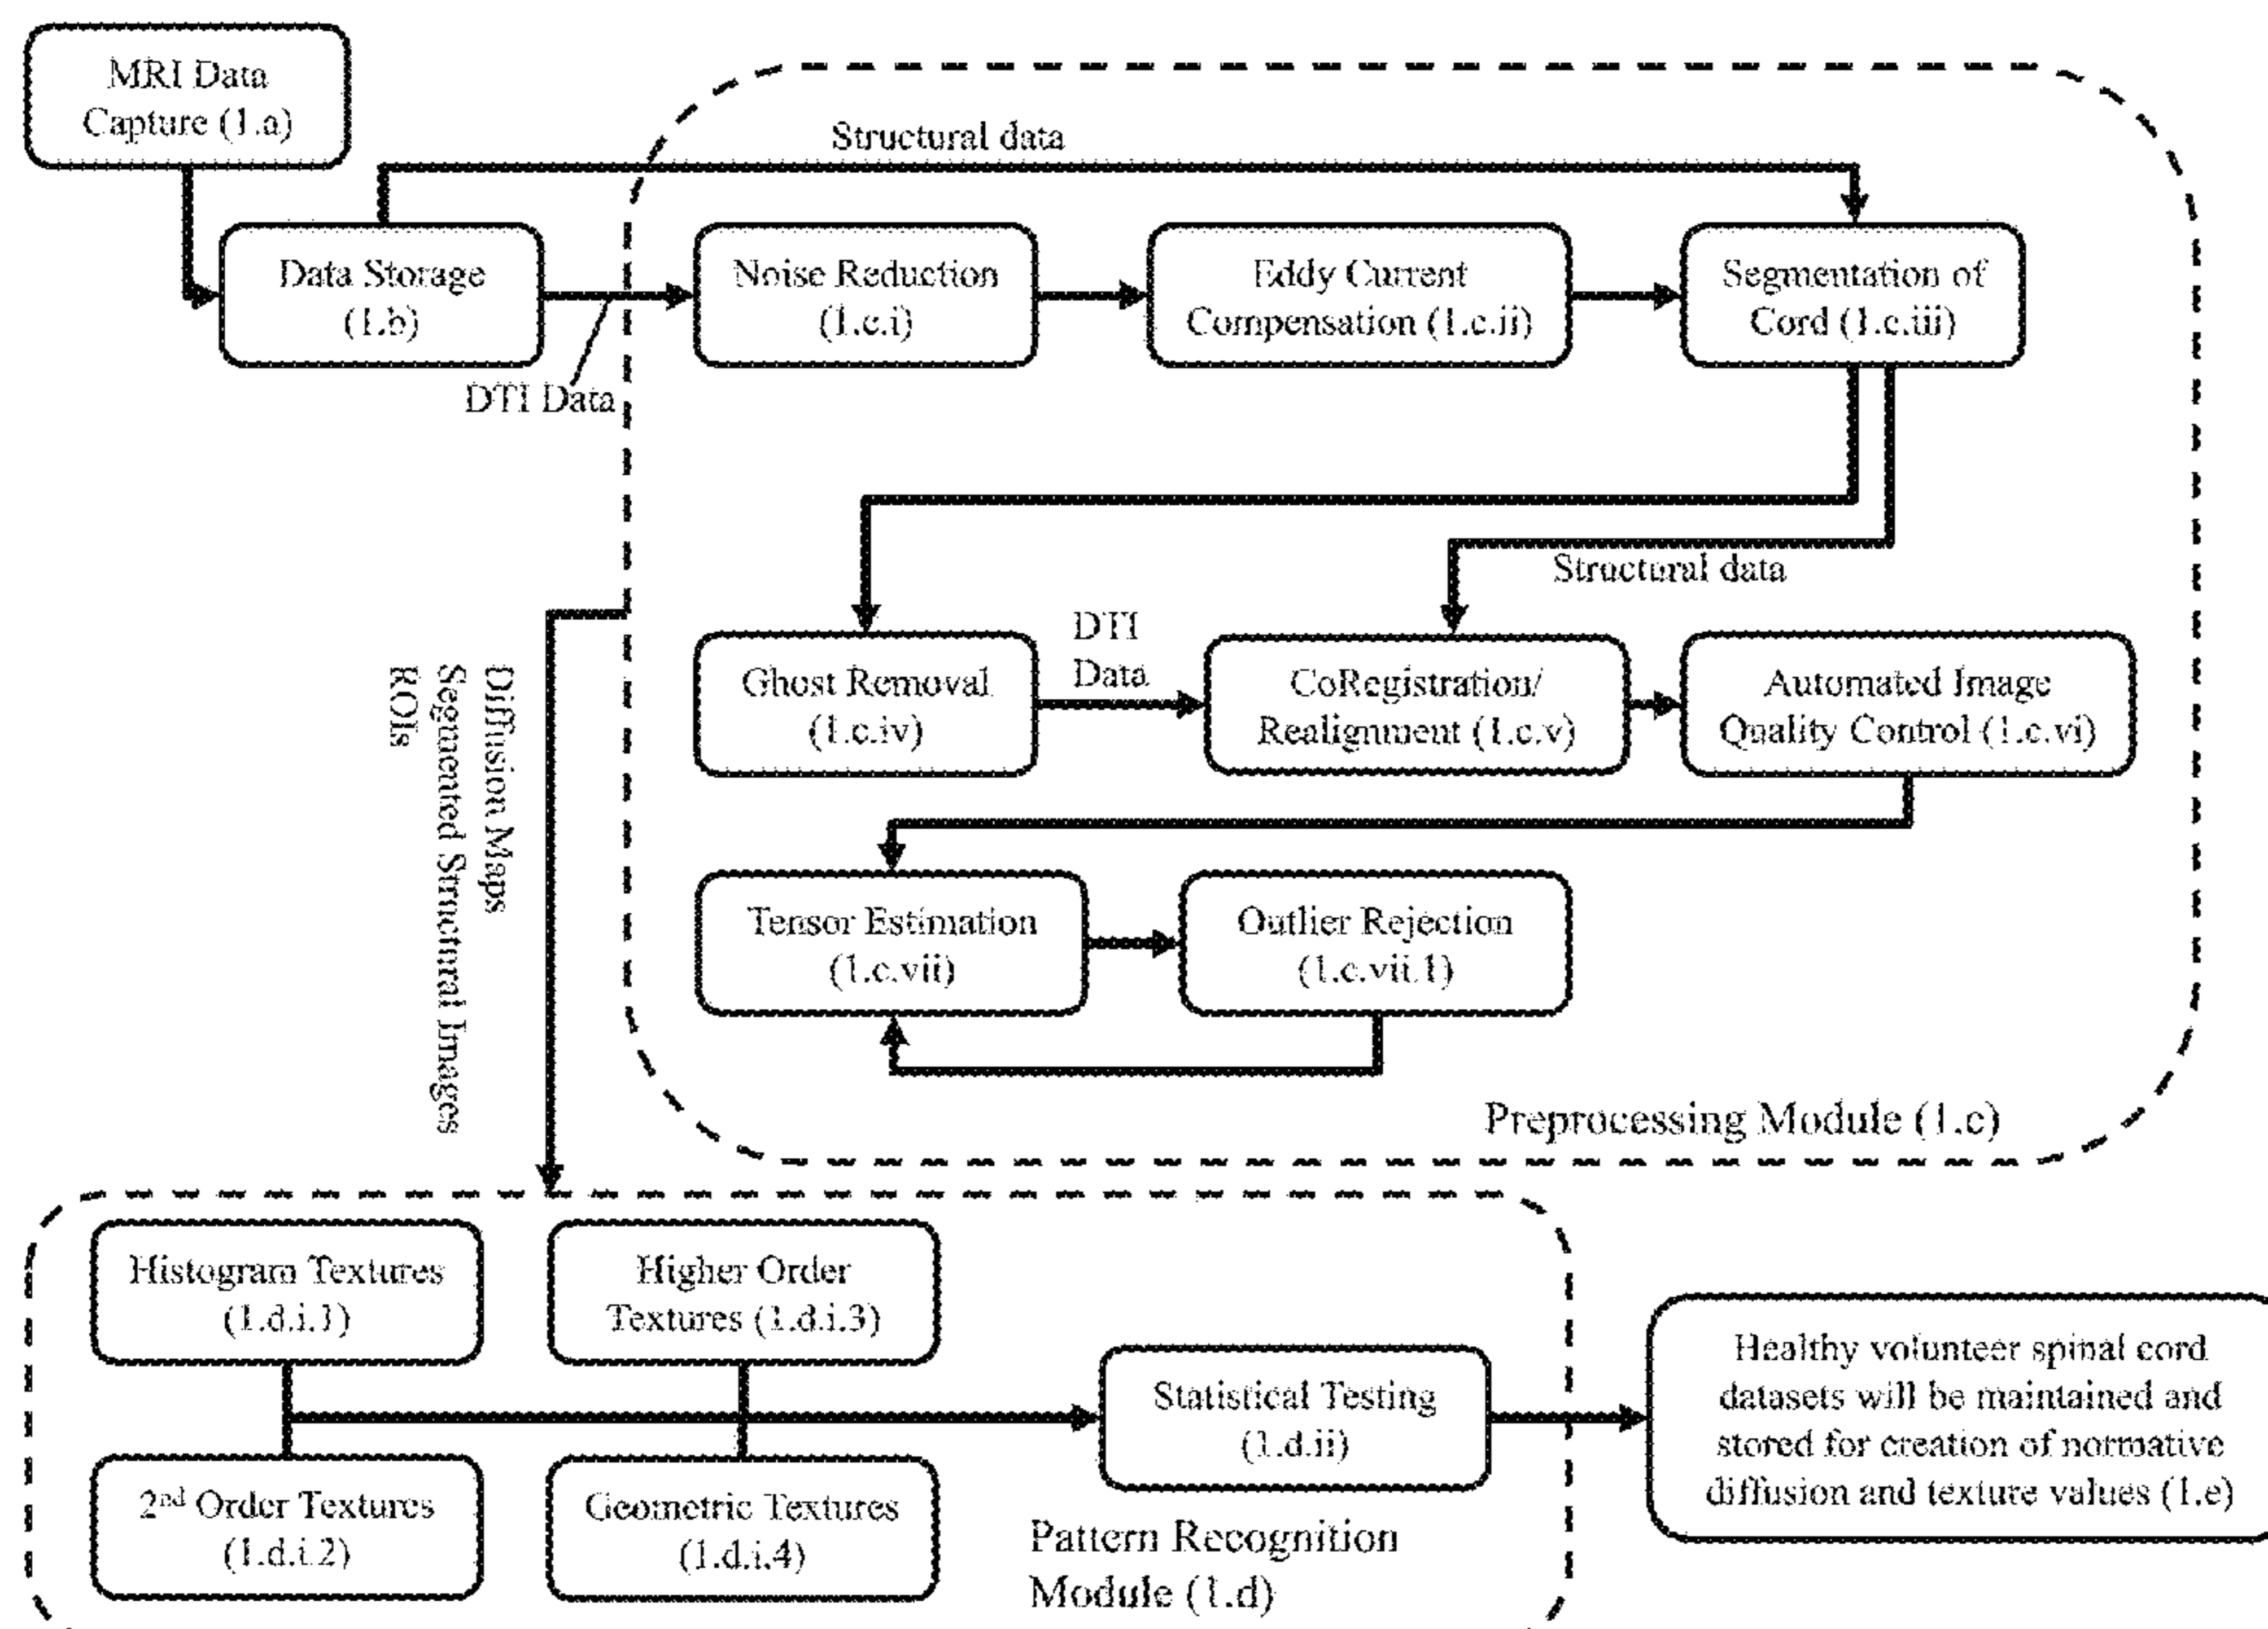 MRI Data
Capture (1.a)
Structural data
Data Storage
(1.b)
Noise Reduction
(1.c.i)
Eddy Current
Compensation (1.c.ii)
Segmentation of
Cord (1.c.iii)
DTI Data
Structural data
DTI
Data
Ghost Removal
(1.c.iv)
CoRegistration/
Realignment (1.c.v)
Automated Image
Quality Control (1.c.vi)
Diffusion Maps
Segmented Structural Images
ROIs
Tensor Estimation
(1.c.vii)
Outlier Rejection
(1.c.vii.1)
Preprocessing Module (1.c)
Histogram Textures
(1.d.i.1)
Higher Order
Textures (1.d.i.3)
Statistical Testing
(1.d.ii)
Healthy volunteer spinal cord
datasets will be maintained and
stored for creation of normative
diffusion and texture values (1.e)
2nd Order Textures
(1.d.i.2)
Geometric Textures
(1.d.i.4)
Pattern Recognition
Module (1.d)